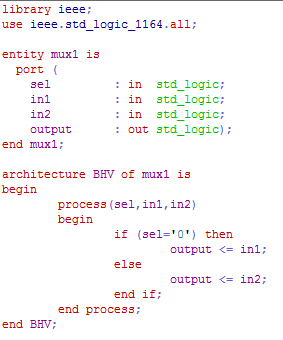 library ieee;
use ieee.std_logic_1164.all;

entity mux1 is
  port (
    sel         : in  std_logic;
    in1         : in  std_logic;
    in2         : in  std_logic;
    output      : out std_logic);
end mux1;

architecture BHV of mux1 is
begin
        process(sel,in1,in2)
        begin
                if (sel='0') then
                        output <= in1;
                else
                        output <= in2;
                end if;
        end process;
end BHV;